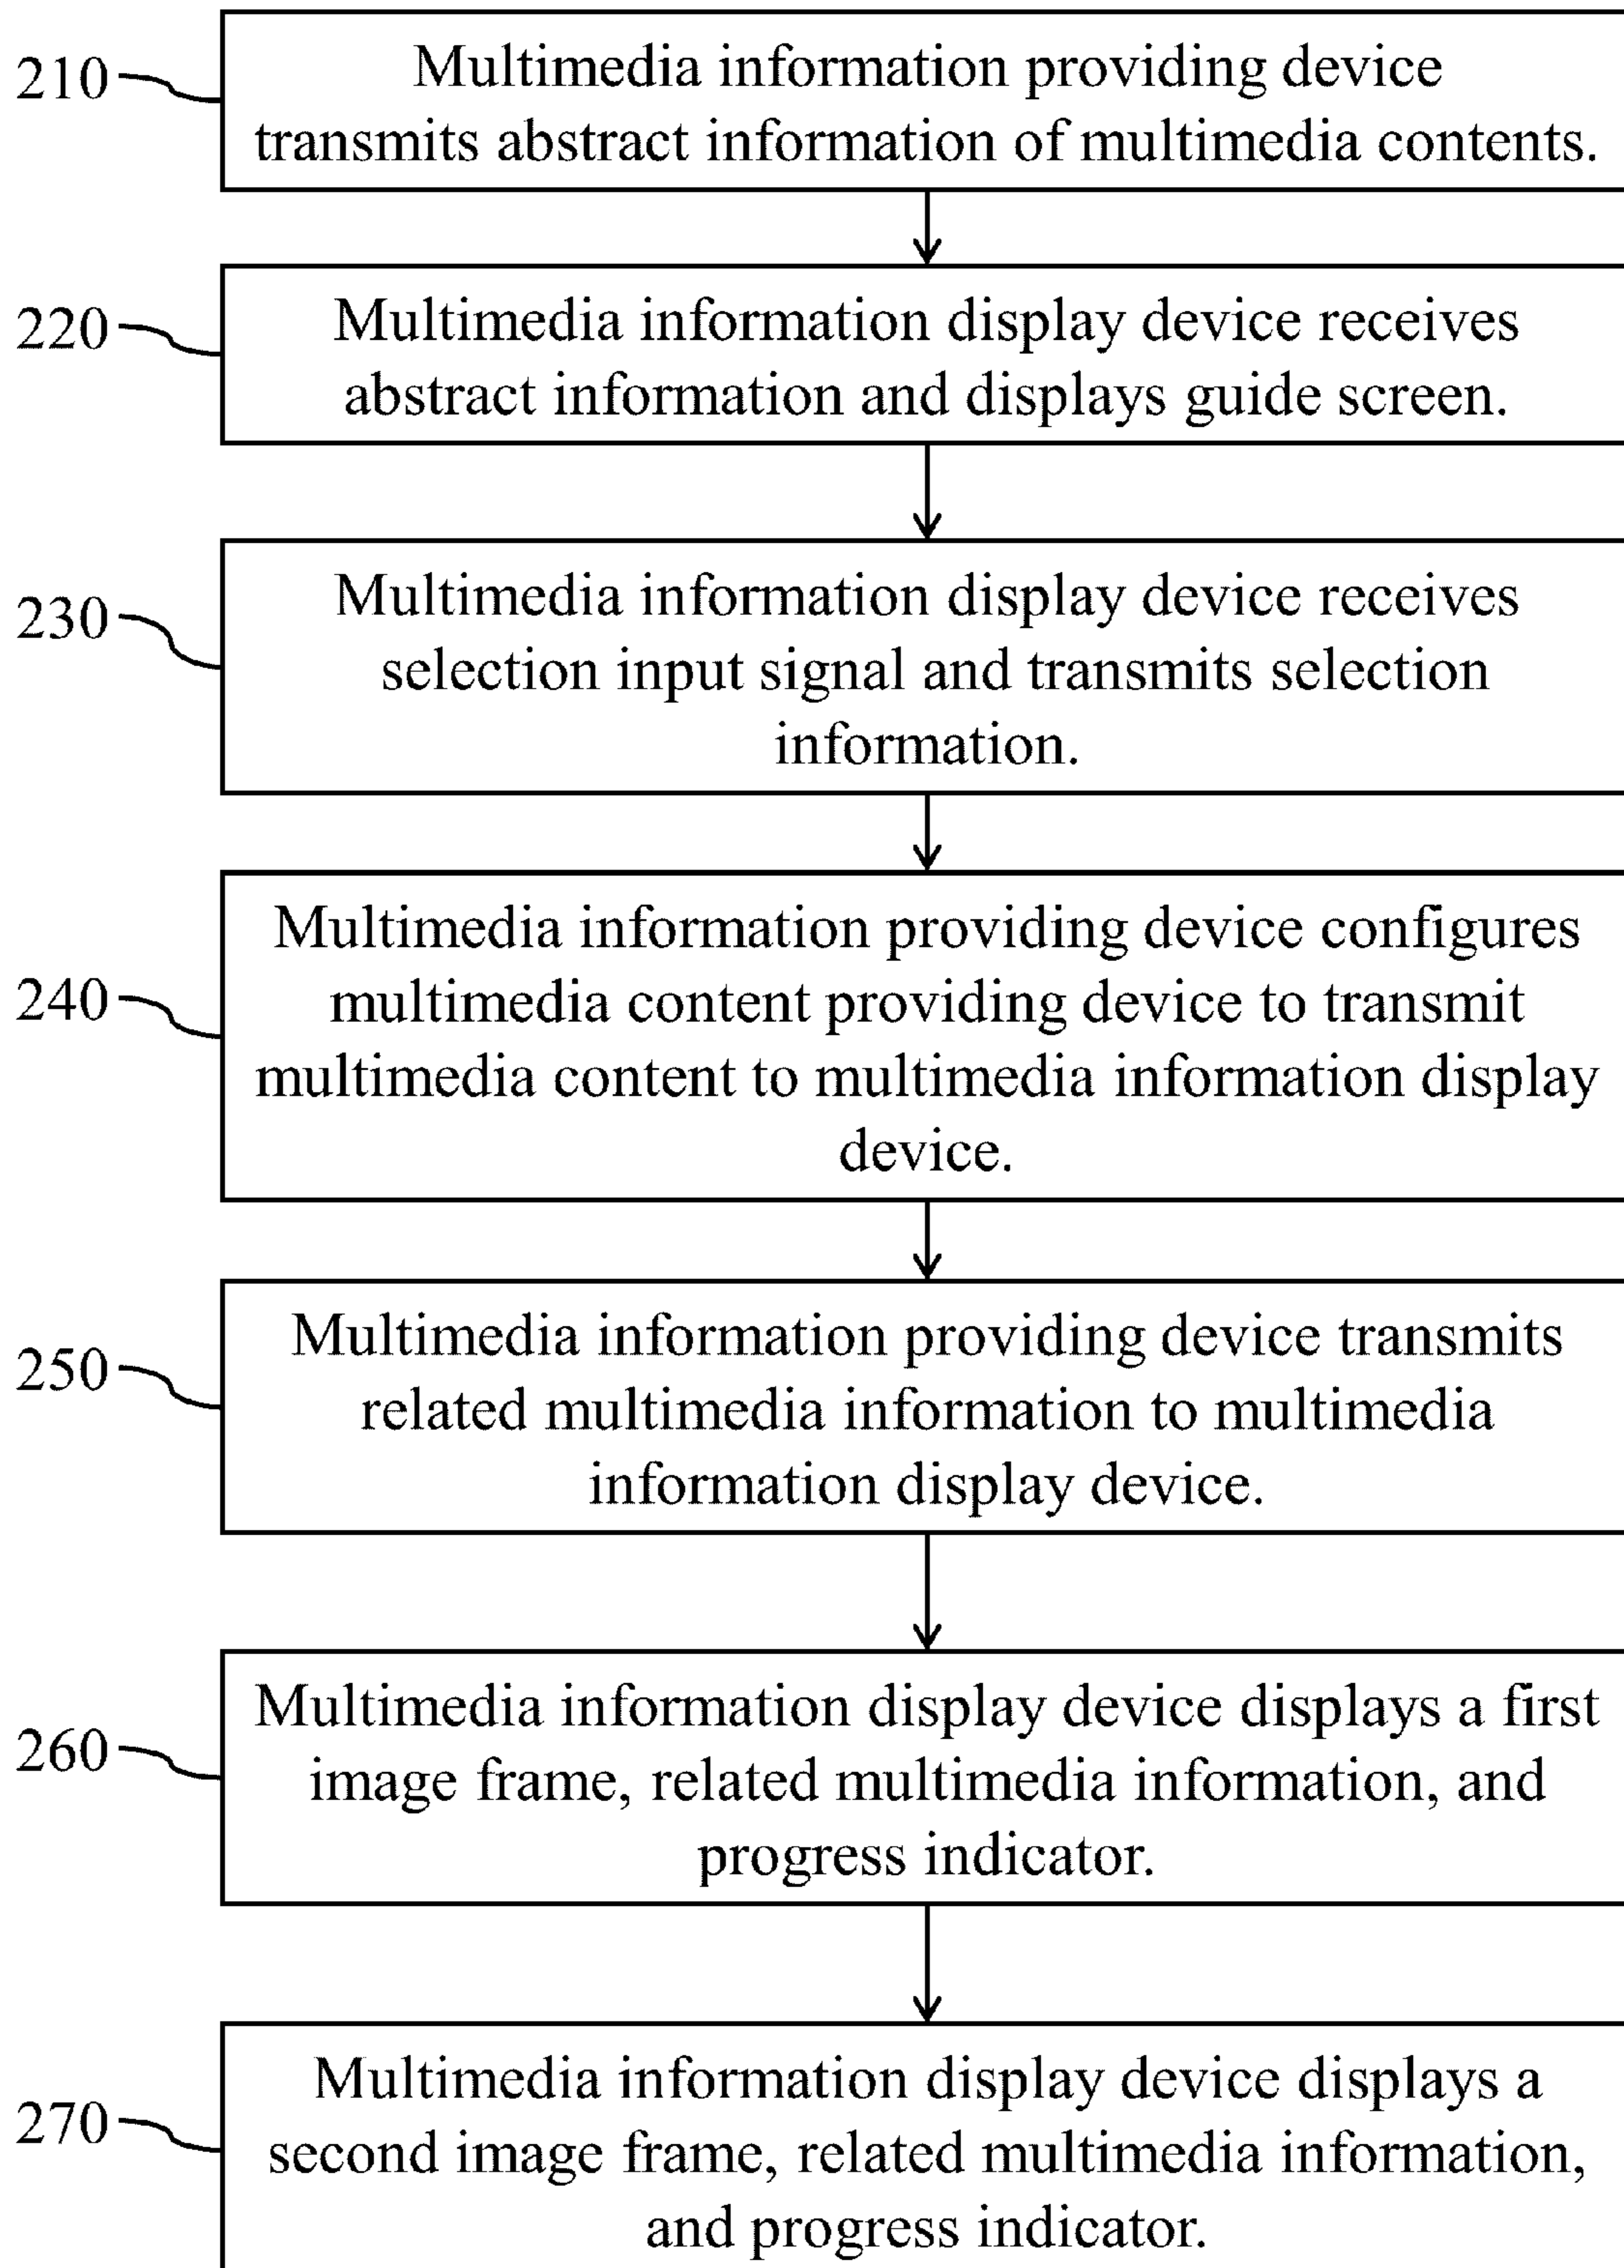 210
Multimedia information providing device
transmits abstract information of multimedia contents.
220
Multimedia information display device receives
abstract information and displays guide screen.
230
Multimedia information display device receives
selection input signal and transmits selection
information.
240
Multimedia information providing device configures
multimedia content providing device to transmit
multimedia content to multimedia information display
device.
250
Multimedia information providing device transmits
related multimedia information to multimedia
information display device.
260
Multimedia information display device displays a first
image frame, related multimedia information, and
progress indicator.
270
Multimedia information display device displays a
second image frame, related multimedia information,
and progress indicator.